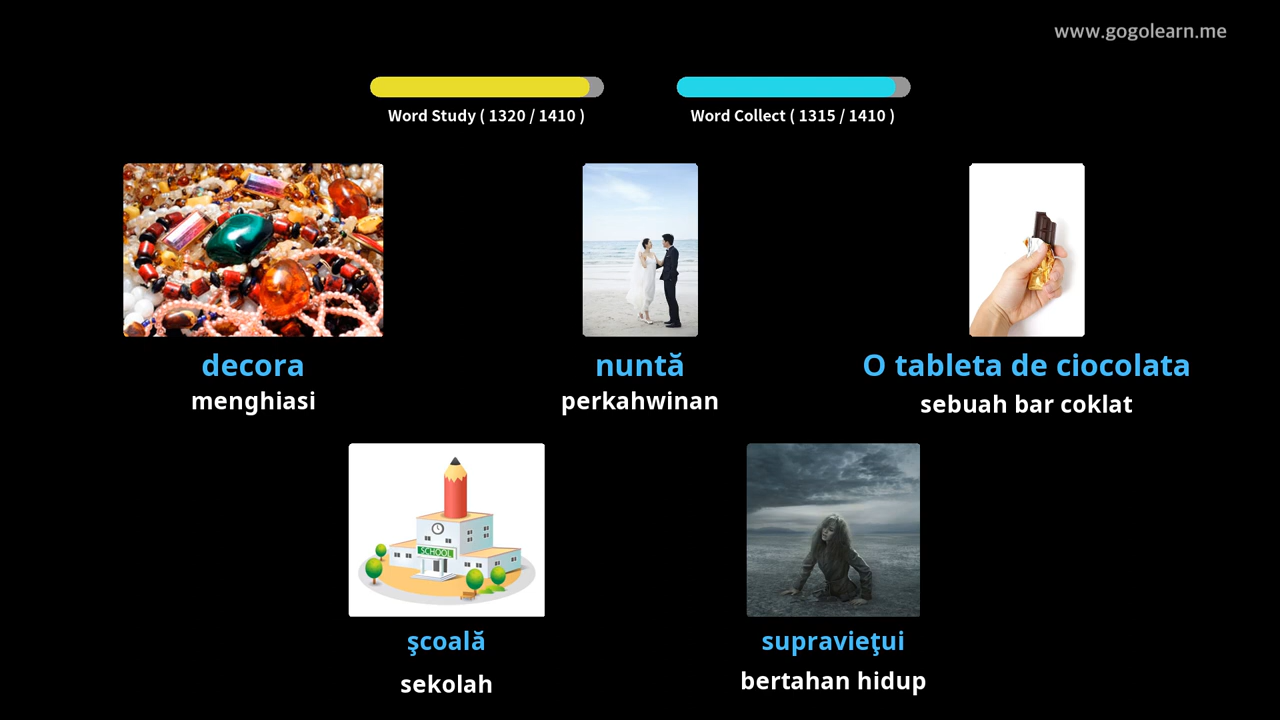 www.gogolearn.me
Word Study ( 1320 / 1410 )
Word Collect ( 1315 / 1410 )
decora
menghiasi
nuntă
perkahwinan
O tableta de ciocolata
sebuah bar coklat
SCHOOL
şcoală
sekolah
supravieţui
bertahan hidup